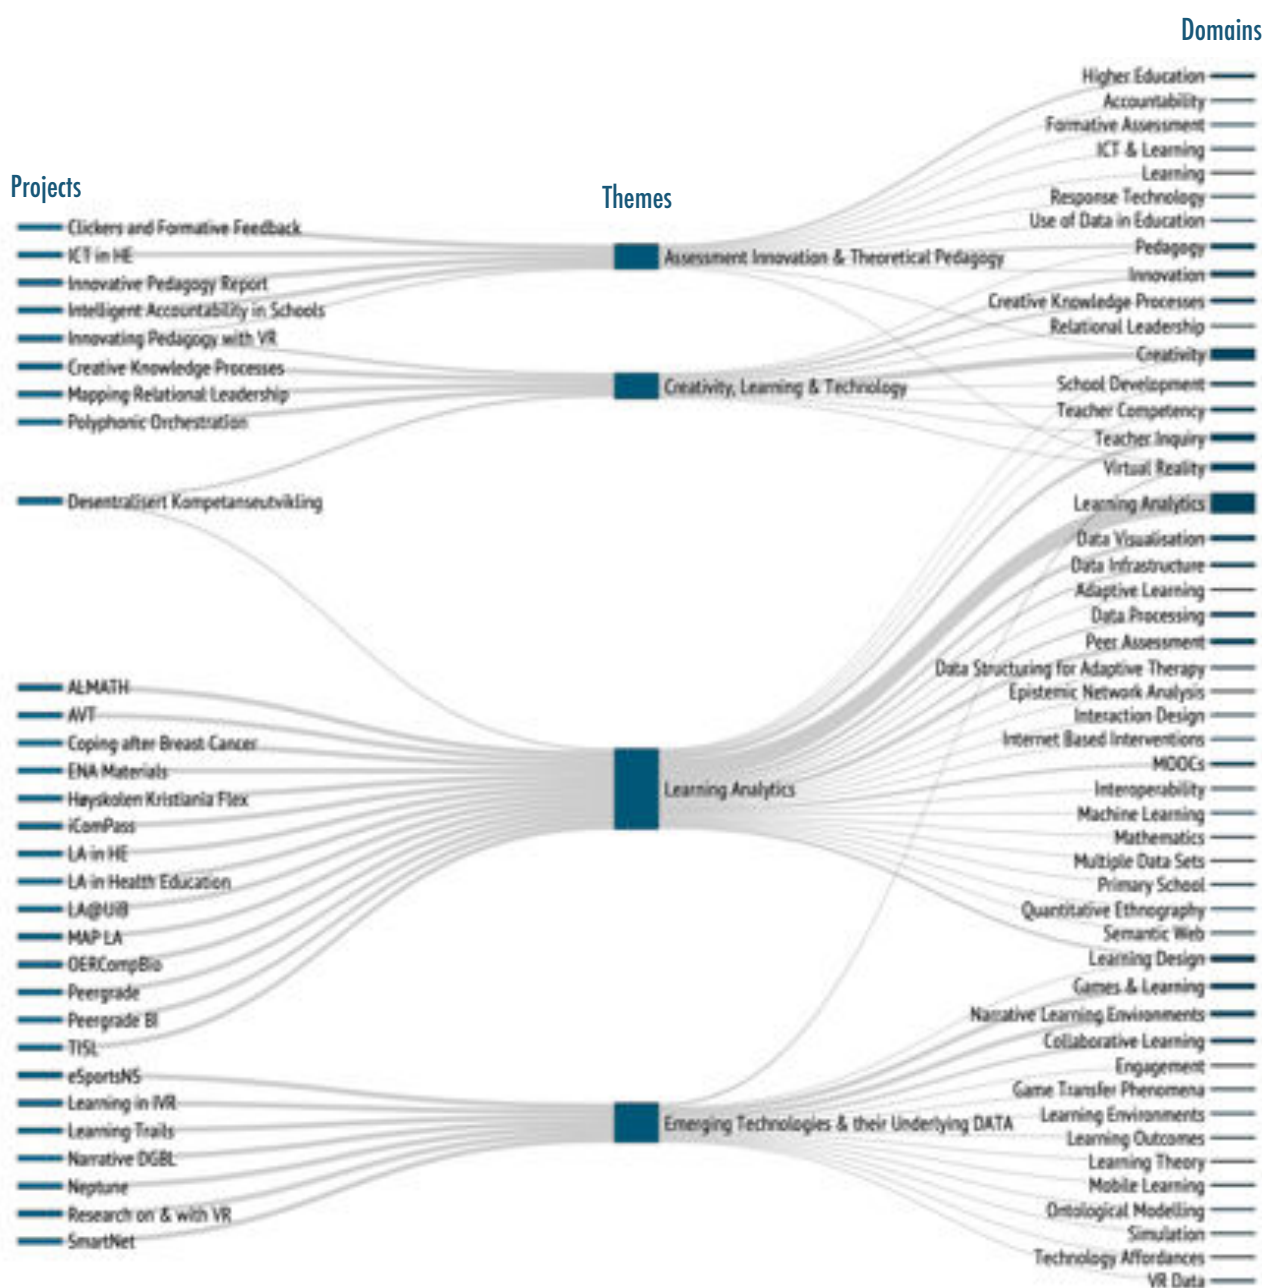 Domains
Higher Education
Accountability
Formative Assessment
ICT & Learning
Learning
Response Technology
Use of Data in Education
Pedagogy
Innovation
Creative Knowledge Processes
Relational Leadership
Creativity
School Development
Teacher Competency
Teacher Inquiry
Virtual Reality
Learning Analytics
Data Visualisation
Data Infrastructure
Adaptive Learning
Data Processing
Peer Assessment
Data Structuring for Adaptive Therapy
Epistemic Network Analysis
Interaction Design
Internet Based Interventions
MOOCs
Interoperability
Machine Learning
Mathematics
Multiple Data Sets
Primary School
Quantitative Ethnography
Semantic Web
Learning Design
Games & Learning
Narrative Learning Environments
Collaborative Learning
Engagement
Game Transfer Phenomena
Learning Environments
Learning Outcomes
Learning Theory
Mobile Learning
Ontological Modelling
Simulation
Technology Affordances
VR Data
Projects
Clickers and Formative Feedback
ICT in HE
Innovative Pedagogy Report
Intelligent Accountability in Schools
Innovating Pedagogy with VR
Creative Knowledge Processes
Mapping Relational Leadership
Polyphonic Orchestration
Desentralisert Kompetanseutvikling
ALMATH
AVT
Coping after Breast Cancer
ENA Materials
Høyskolen Kristiania Flex
iComPass
LA in HE
LA in Health Education
LA@UiB
MAP LA
OERCompBio
Peergrade
Peergrade BI
TISL
eSportsNS
Learning in IVR
Learning Trails
Narrative DGBL
Neptune
Research on & with VR
SmartNet
Themes
Assessment Innovation & Theoretical Pedagogy
Creativity, Learning & Technology
Learning Analytics
Emerging Technologies & their Underlying DATA